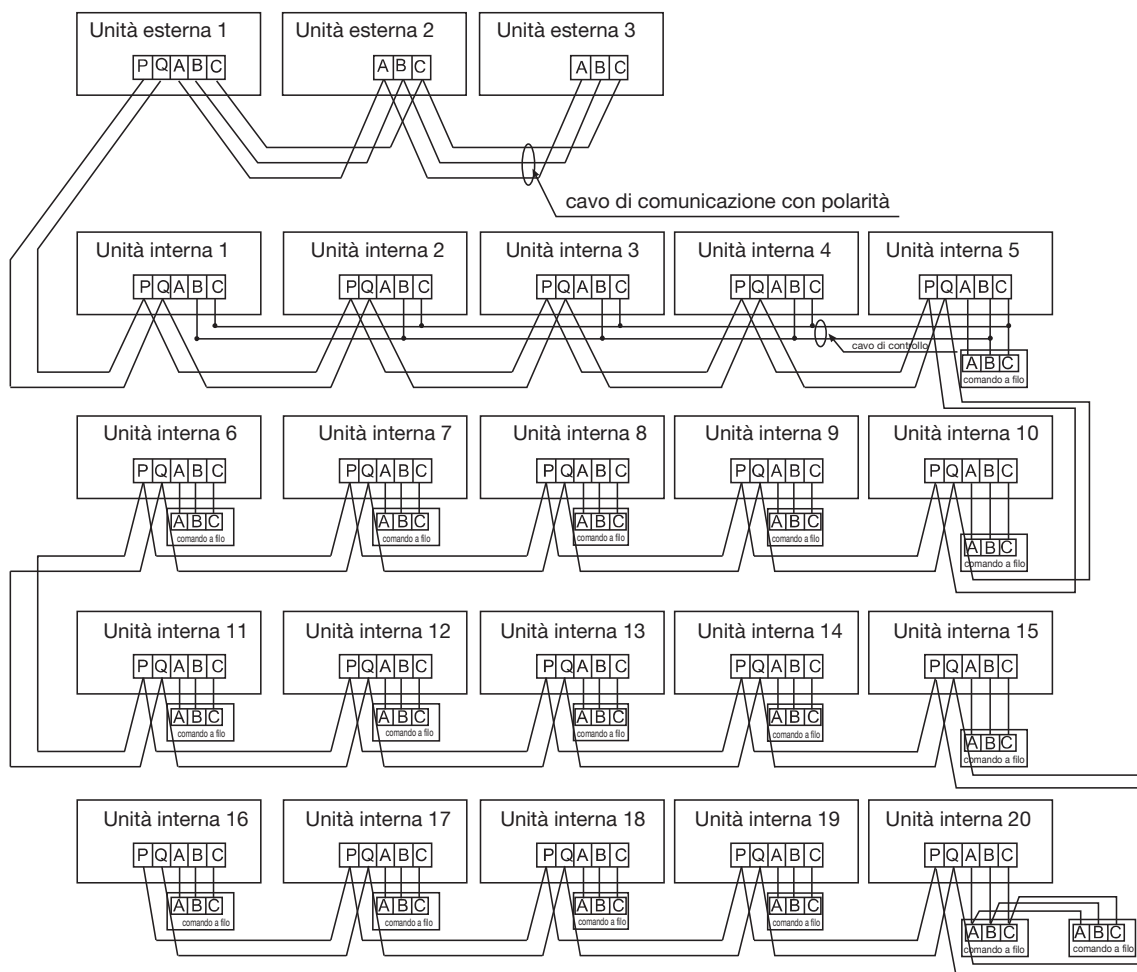 Unità esterna 1 Unità esterna 2 Unità esterna 3
P Q A B C A B C A B C
cavo di comunicazione con polarità
Unità interna 1 Unità interna 2 Unità interna 3 Unità interna 4 Unità interna 5
P Q A B C P Q A B C P Q A B C P Q A B C P Q A B C
cavo di controllo
A B C
comando a filo
Unità interna 6 Unità interna 7 Unità interna 8 Unità interna 9 Unità interna 10
P Q A B C P Q A B C P Q A B C P Q A B C P Q A B C
A B C A B C A B C A B C
comando a filo comando a filo comando a filo comando a filo
A B C
comando a filo
Unità interna 11 Unità interna 12 Unità interna 13 Unità interna 14 Unità interna 15
P Q A B C P Q A B C P Q A B C P Q A B C P Q A B C
A B C A B C A B C A B C
comando a filo comando a filo comando a filo comando a filo
A B C
comando a filo
Unità interna 16 Unità interna 17 Unità interna 18 Unità interna 19 Unità interna 20
P Q A B C P Q A B C P Q A B C P Q A B C P Q A B C
A B C A B C A B C A B C
comando a filo comando a filo comando a filo comando a filo
A B C A B C
comando a filo comando a filo